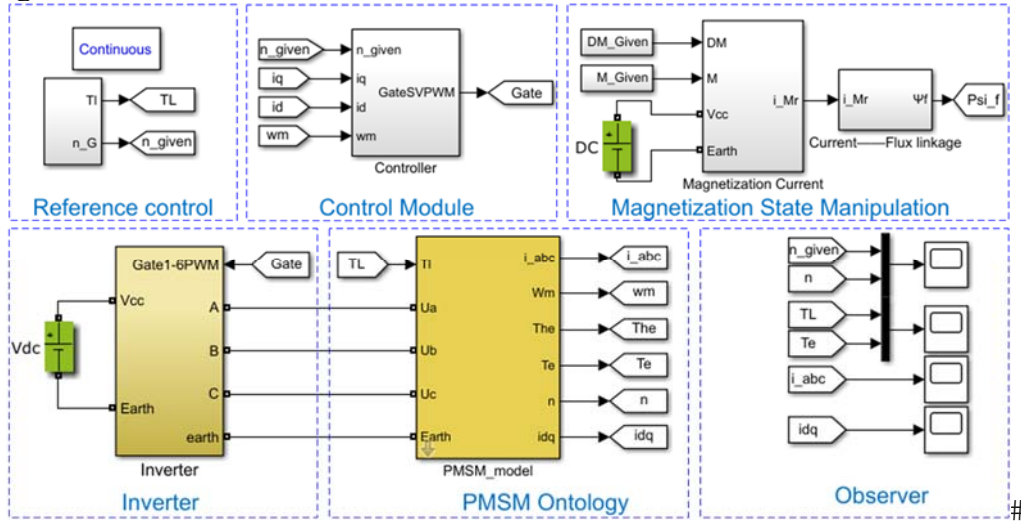 Continuous
Tl
n_G
TL
n_given
Reference control
n_given
iq
id
wm
n_given
iq
id
wm
GateSVPWM
Gate
Controller
Control Module
DM_Given
M_Given
DC
+
DM
M
Vcc
Earth
i_Mr
Magnetization Current
i_Mr
Ψf
Psi_f
Current——Flux linkage
Magnetization State Manipulation
Vdc
+
Gate1-6PWM
Vcc
Earth
A
B
C
earth
Gate
Inverter
Inverter
TL
Tl
Ua
Ub
Uc
Earth
i_abc
Wm
The
Te
n
idq
i_abc
wm
The
Te
n
idq
PMSM_model
PMSM Ontology
n_given
n
TL
Te
i_abc
idq
Observer
#